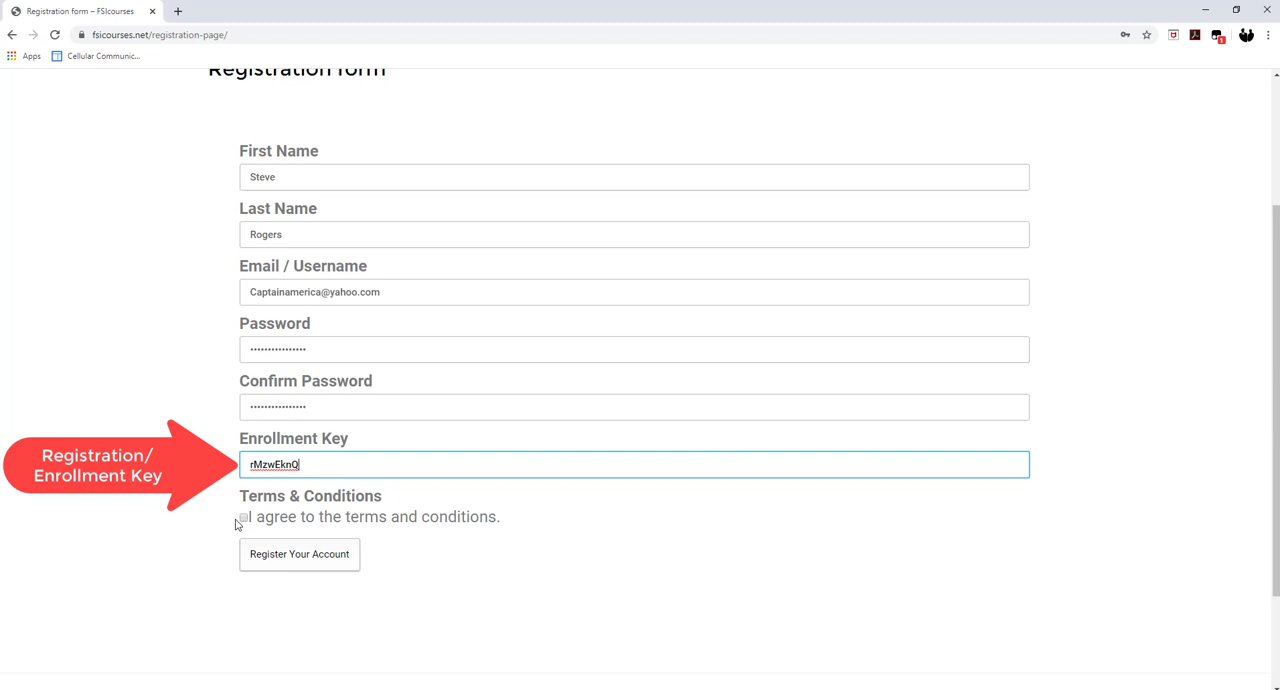 Registration form – FSIcourses
fsicourses.net/registration-page/
1
Apps
Cellular Communic...
Registration form
First Name
Steve
Last Name
Rogers
Email / Username
Captainamerica@yahoo.com
Password
••••••••••••••••
Confirm Password
••••••••••••••••
Enrollment Key
Registration/
Enrollment Key
rMzwEknQ
Terms & Conditions
I agree to the terms and conditions.
Register Your Account